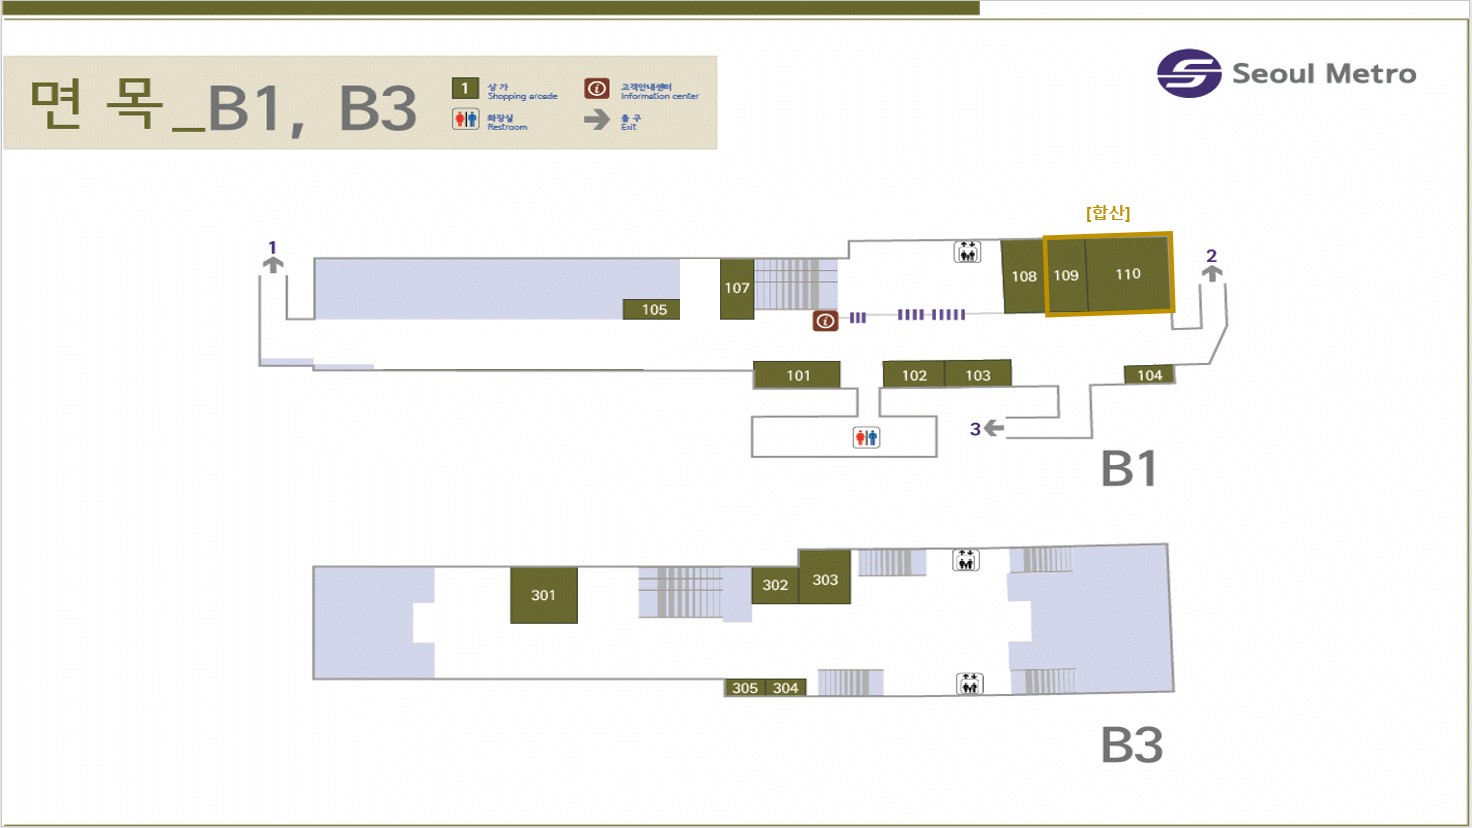 면 목_B1, B3
1 상 가
Shopping arcade
고객안내센터
Information center
화장실
Restroom
출 구
Exit
Seoul Metro
[합산]
1
2
108 109 110
107
105
101
102 103
104
3
B1
301
302 303
305 304
B3